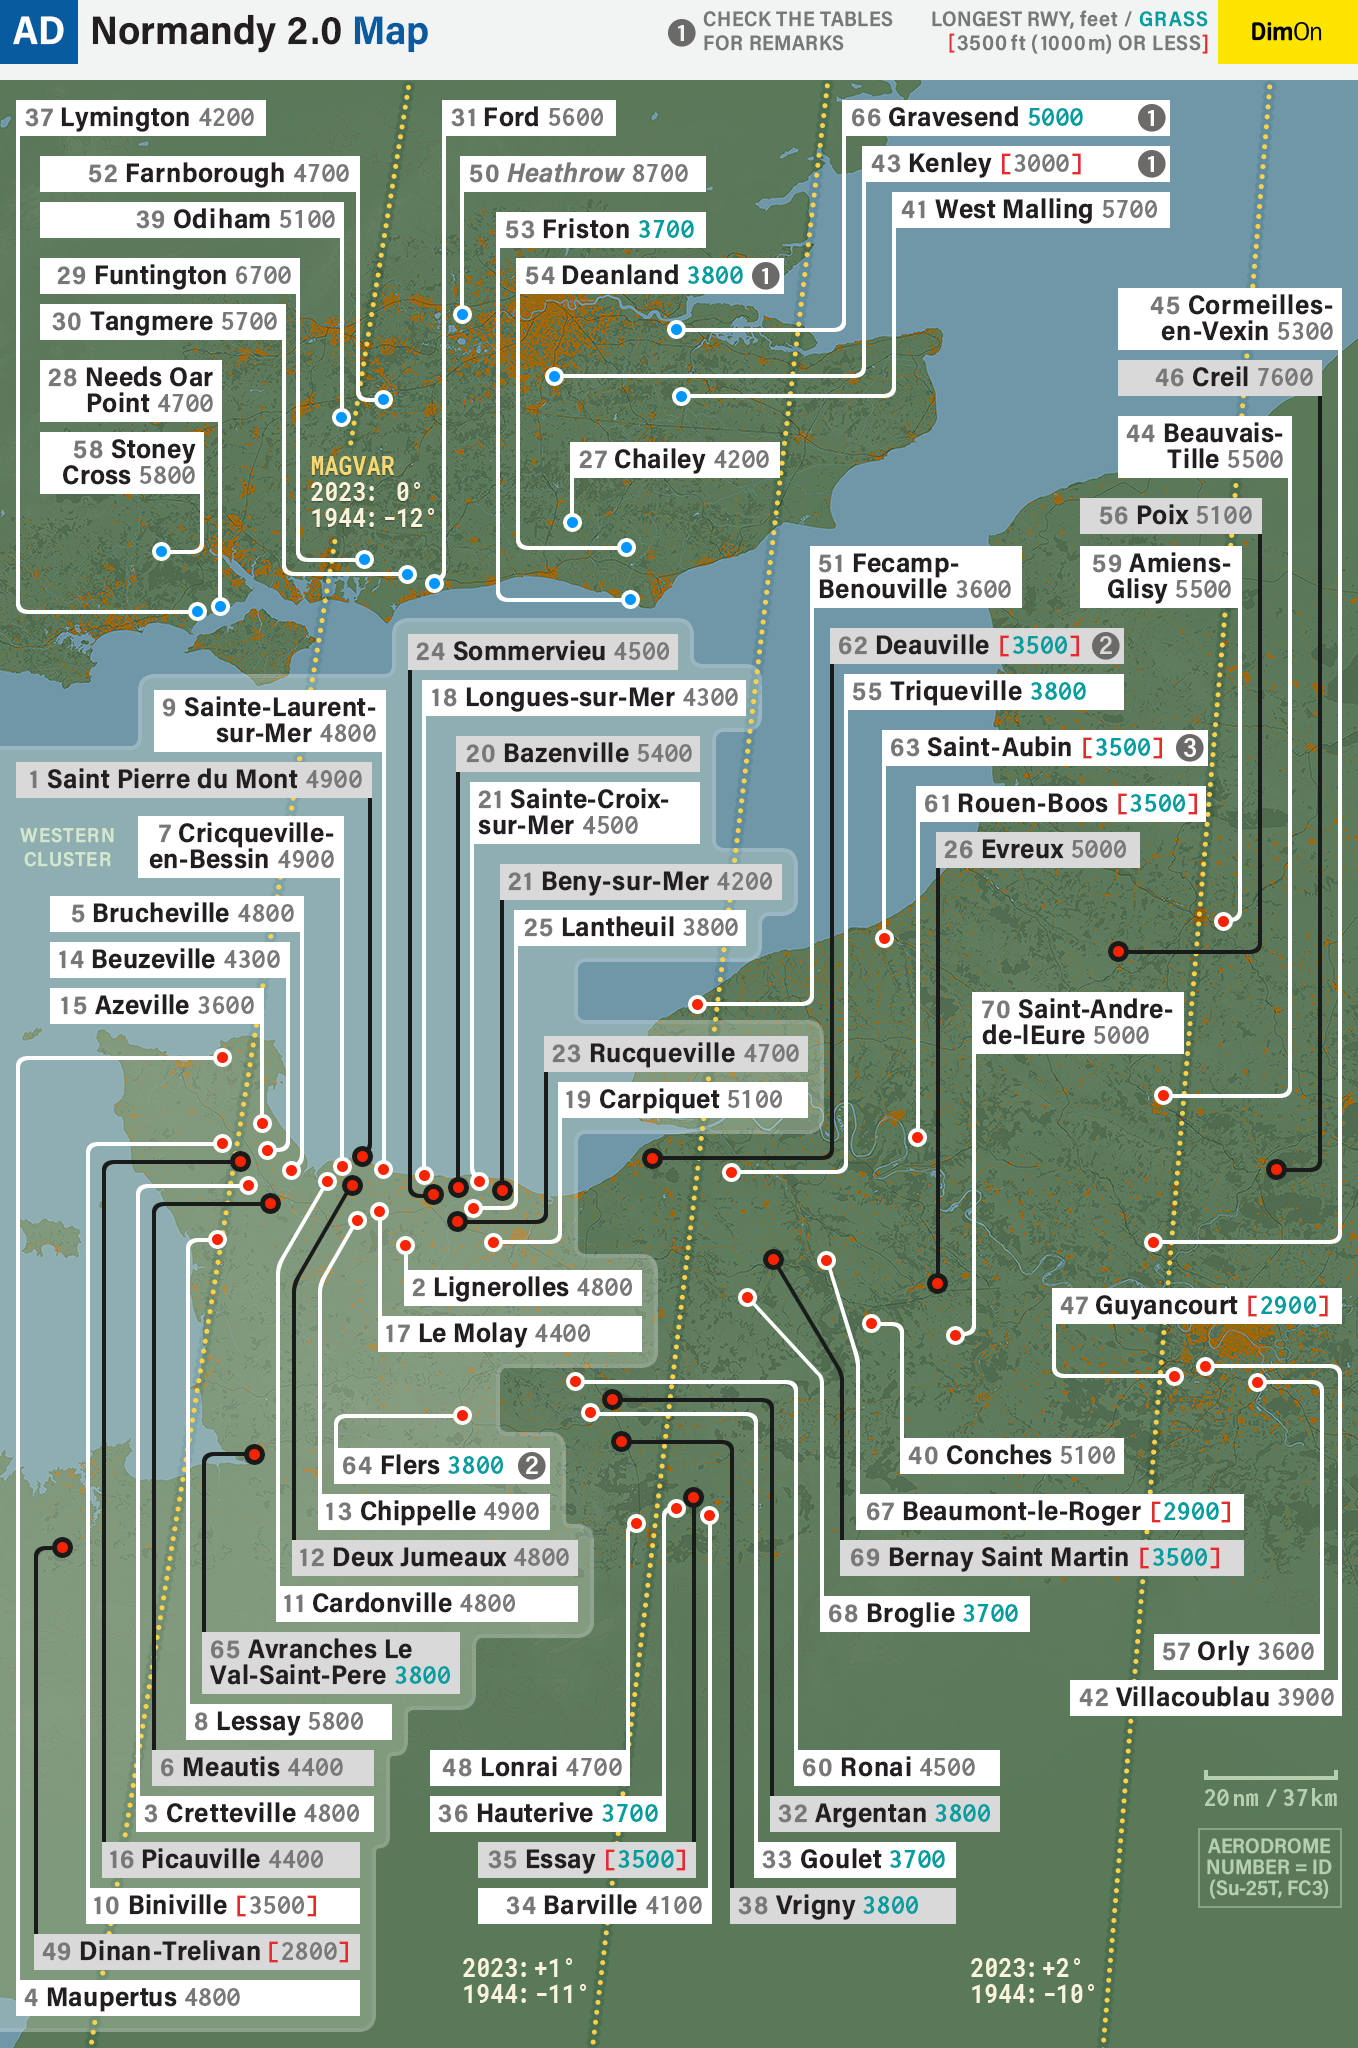 AD Normandy 2.0 Map
1 CHECK THE TABLES
FOR REMARKS
LONGEST RWY, feet / GRASS
[3500 ft (1000 m) OR LESS]
DimOn
37 Lymington 4200
52 Farnborough 4700
39 Odiham 5100
29 Funtington 6700
30 Tangmere 5700
28 Needs Oar
Point 4700
58 Stoney
Cross 5800
31 Ford 5600
50 Heathrow 8700
53 Friston 3700
54 Deanland 3800 1
66 Gravesend 5000 1
43 Kenley [3000] 1
41 West Malling 5700
27 Chailey 4200
MAGVAR
2023: 0°
1944: -12°
45 Cormeilles-
en-Vexin 5300
46 Creil 7600
44 Beauvais-
Tille 5500
56 Poix 5100
59 Amiens-
Glisy 5500
51 Fecamp-
Benouville 3600
62 Deauville [3500] 2
55 Triqueville 3800
63 Saint-Aubin [3500] 3
61 Rouen-Boos [3500]
26 Evreux 5000
24 Sommervieu 4500
18 Longues-sur-Mer 4300
20 Bazenville 5400
21 Sainte-Croix-
sur-Mer 4500
21 Beny-sur-Mer 4200
25 Lantheuil 3800
9 Sainte-Laurent-
sur-Mer 4800
1 Saint Pierre du Mont 4900
WESTERN
CLUSTER
7 Cricqueville-
en-Bessin 4900
5 Brucheville 4800
14 Beuzeville 4300
15 Azeville 3600
70 Saint-Andre-
de-lEure 5000
23 Rucqueville 4700
19 Carpiquet 5100
2 Lignerolles 4800
17 Le Molay 4400
47 Guyancourt [2900]
64 Flers 3800 2
13 Chippelle 4900
12 Deux Jumeaux 4800
11 Cardonville 4800
65 Avranches Le
Val-Saint-Pere 3800
8 Lessay 5800
6 Meautis 4400
3 Cretteville 4800
16 Picauville 4400
10 Biniville [3500]
49 Dinan-Trelivan [2800]
4 Maupertus 4800
40 Conches 5100
67 Beaumont-le-Roger [2900]
69 Bernay Saint Martin [3500]
68 Broglie 3700
57 Orly 3600
42 Villacoublau 3900
48 Lonrai 4700
36 Hauterive 3700
35 Essay [3500]
34 Barville 4100
60 Ronai 4500
32 Argentan 3800
33 Goulet 3700
38 Vrigny 3800
20 nm / 37 km
AERODROME
NUMBER = ID
(Su-25T, FC3)
2023: +1°
1944: -11°
2023: +2°
1944: -10°